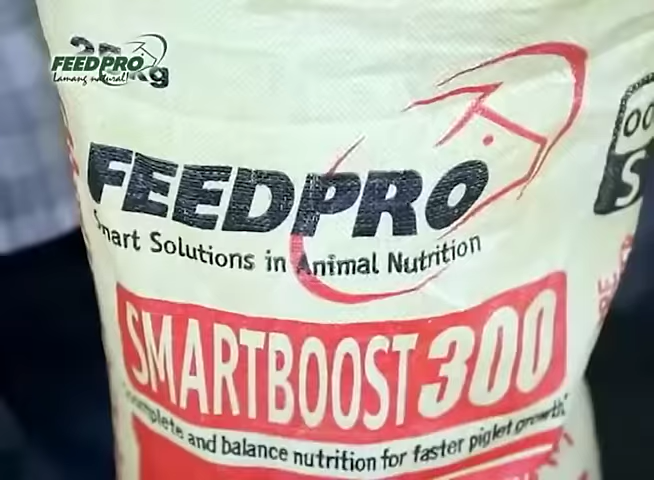 25kg
FEEDPRO
Lamang natural!
FEEDPRO
Smart Solutions in Animal Nutrition
SMARTBOOST 300
complete and balance nutrition for faster piglet growth"